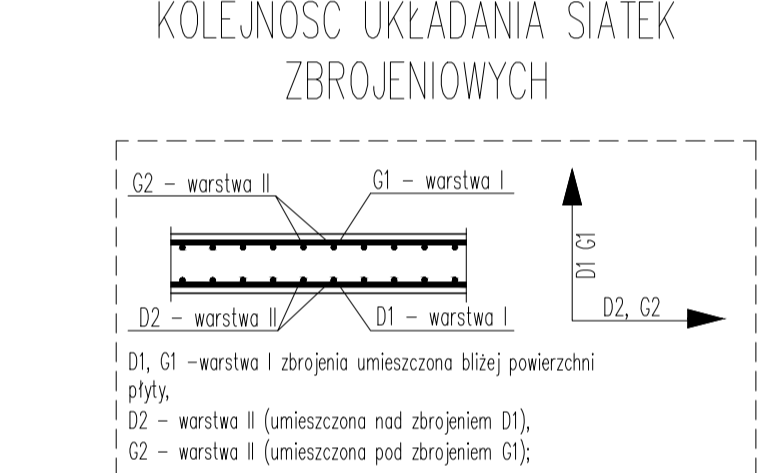 KOLEJNOŚĆ UKŁADANIA SIATEK
ZBROJENIOWYCH
G2 – warstwa II
G1 – warstwa I
D2 – warstwa II
D1 – warstwa I
D1 G1
D2, G2
D1, G1 –warstwa I zbrojenia umieszczona bliżej powierzchni
płyty,
D2 – warstwa II (umieszczona nad zbrojeniem D1),
G2 – warstwa II (umieszczona pod zbrojeniem G1);